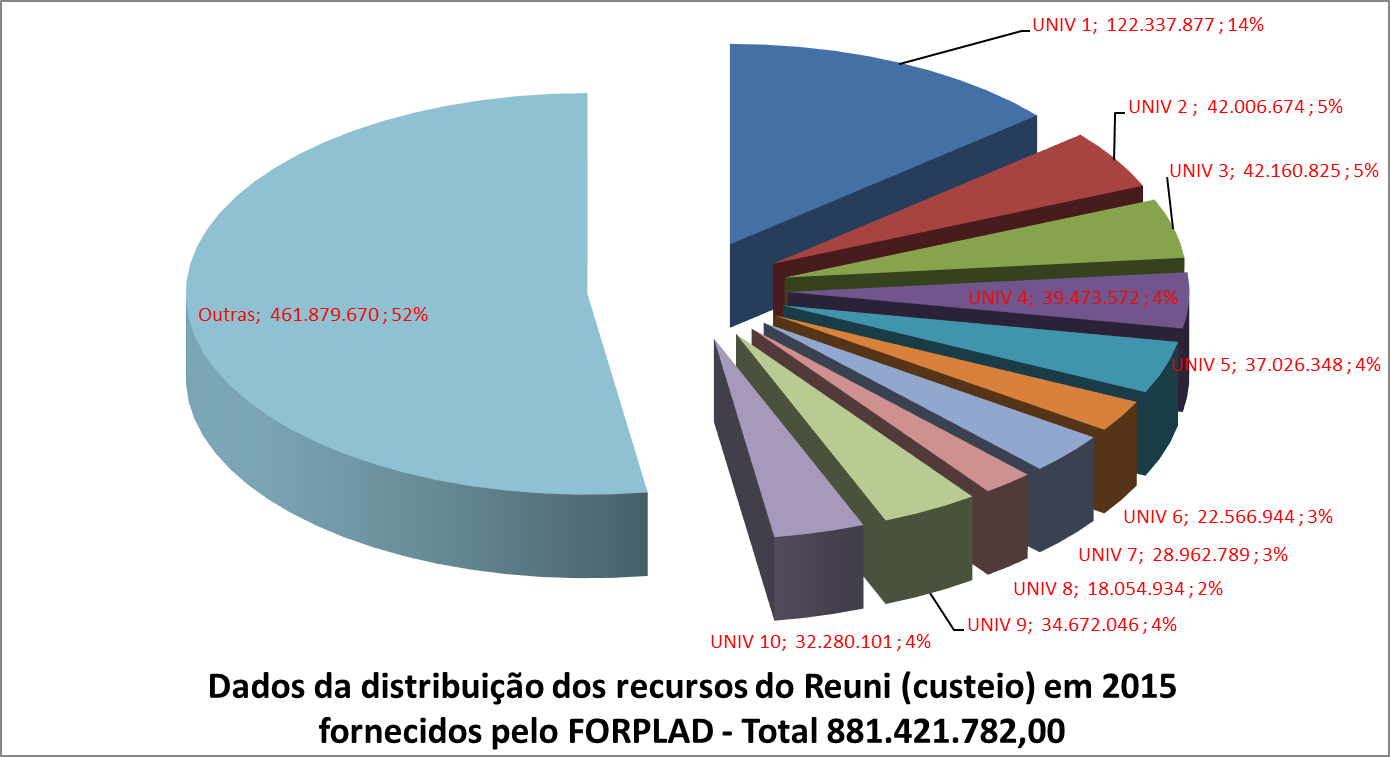 UNIV 1; 122.337.877 ; 14%
UNIV 2 ; 42.006.674 ; 5%
UNIV 3; 42.160.825 ; 5%
UNIV 4; 39.473.572 ; 4%
Outras; 461.879.670 ; 52%
UNIV 5; 37.026.348 ; 4%
UNIV 6; 22.566.944 ; 3%
UNIV 7; 28.962.789 ; 3%
UNIV 8; 18.054.934 ; 2%
UNIV 9; 34.672.046 ; 4%
UNIV 10; 32.280.101 ; 4%
Dados da distribuição dos recursos do Reuni (custeio) em 2015
fornecidos pelo FORPLAD - Total 881.421.782,00